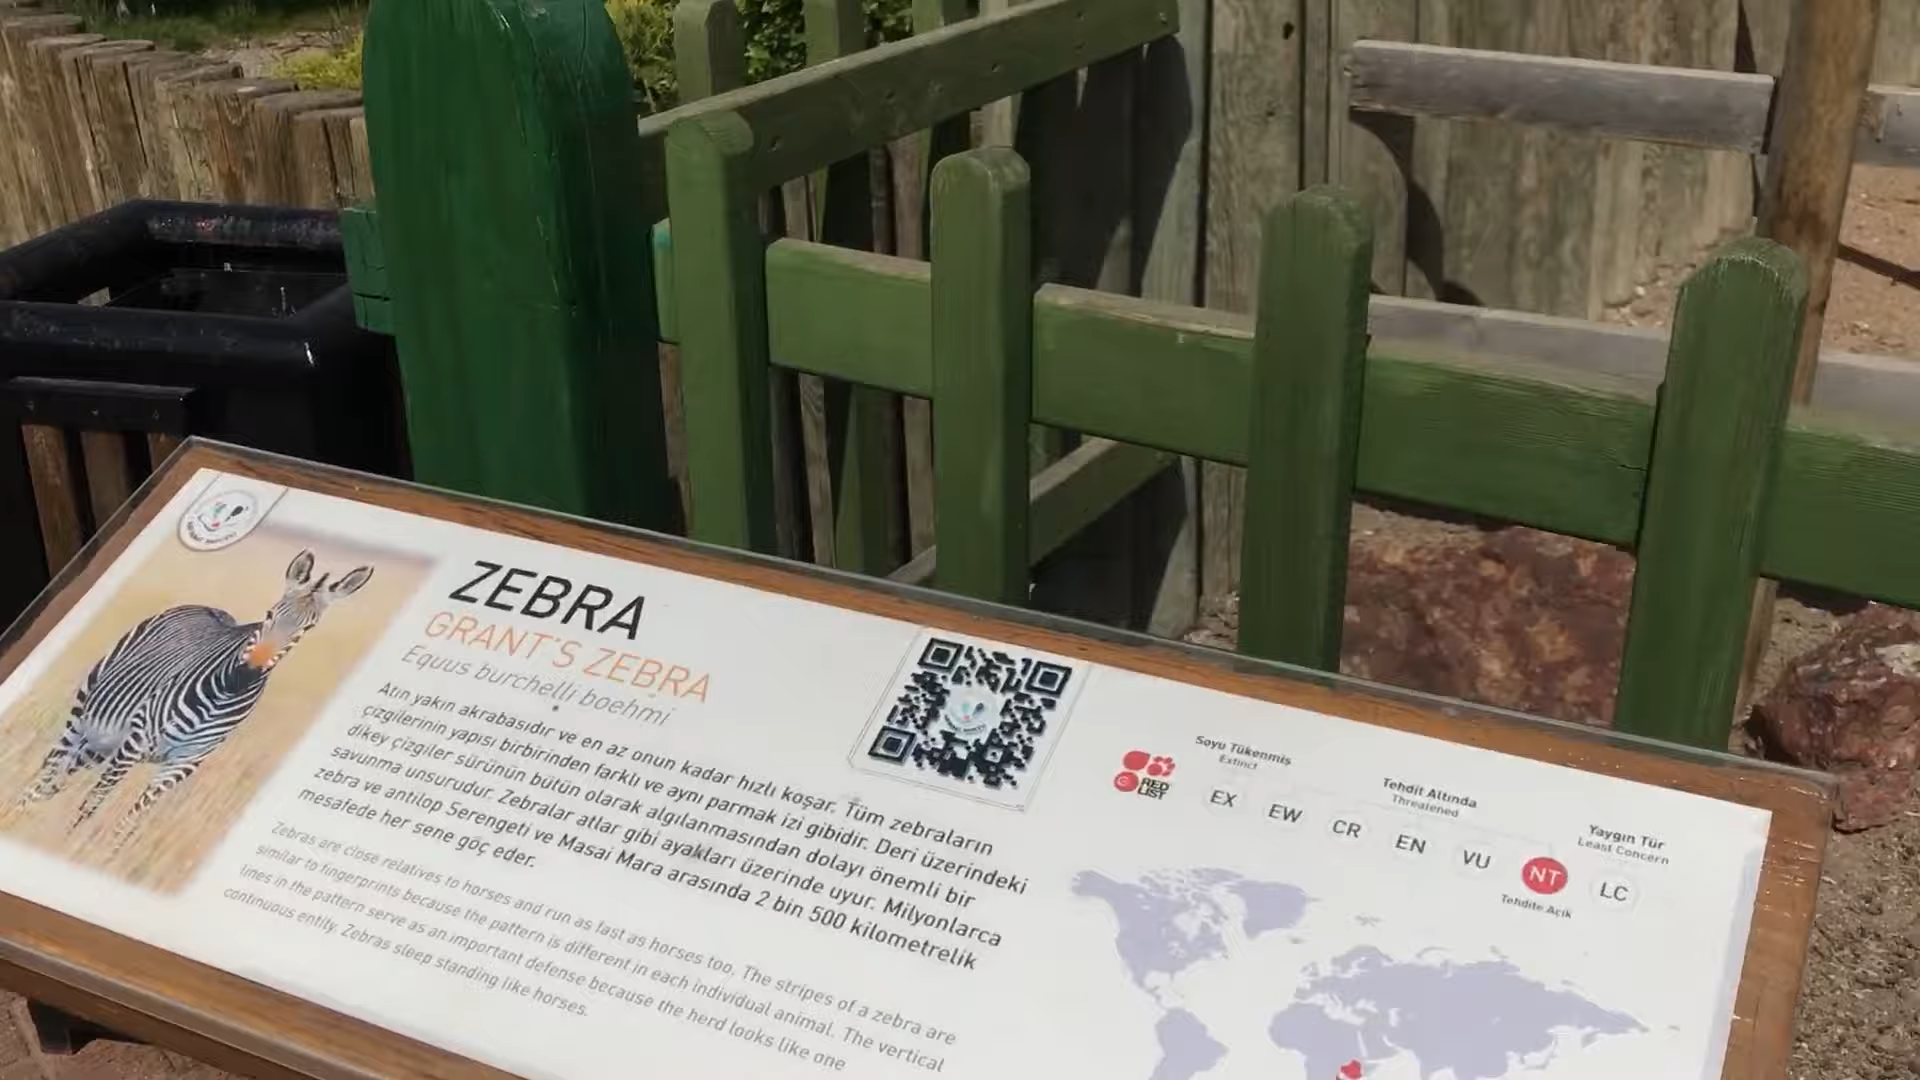 ZEBRA
GRANT'S ZEBRA
Equus burchelli boehmi
Atın yakın akrabasıdır ve en az onun kadar hızlı koşar. Tüm zebraların
çizgilerinin yapısı birbirinden farklı ve aynı parmak izi gibidir. Deri üzerindeki
dikey çizgiler sürünün bütün olarak algılanmasından dolayı önemli bir
savunma unsurudur. Zebralar atlar gibi ayakları üzerinde uyur. Milyonlarca
zebra ve antilop Serengeti ve Masai Mara arasında 2 bin 500 kilometrelik
mesafede her sene göç eder.
Zebras are close relatives to horses and run as fast as horses too. The stripes of a zebra are
similar to fingerprints because the pattern is different in each individual animal. The vertical
lines in the pattern serve as an important defense because the herd looks like one
continuous entity. Zebras sleep standing like horses.
RED
LIST
Soyu Tükenmiş
Extinct
Tehdit Altında
Threatened
Yaygın Tür
Least Concern
EX EW CR EN VU NT LC
Tehdite Açık